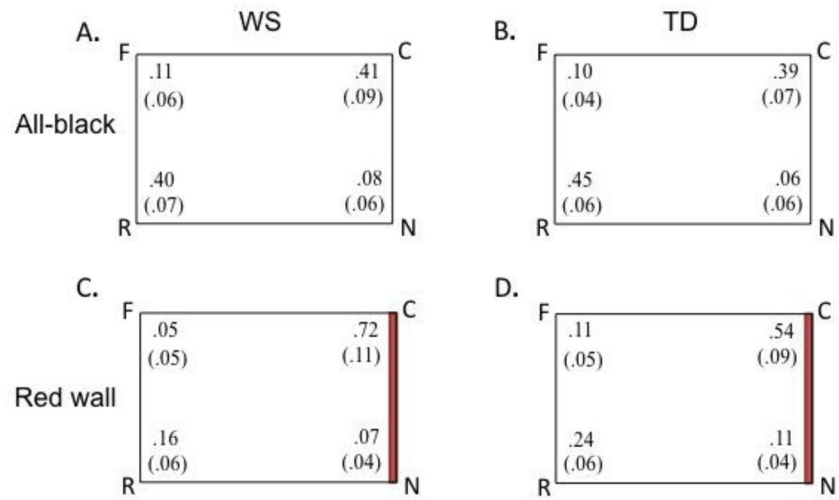 A. WS B. TD
F C F C
.11 .41 .10 .39
(.06) (.09) (.04) (.07)
All-black
.40 .08 .45 .06
(.07) (.06) (.06) (.06)
R N R N
C. D.
F C F C
.05 .72 .11 .54
(.05) (.11) (.05) (.09)
Red wall
.16 .07 .24 .11
(.06) (.04) (.06) (.04)
R N R N